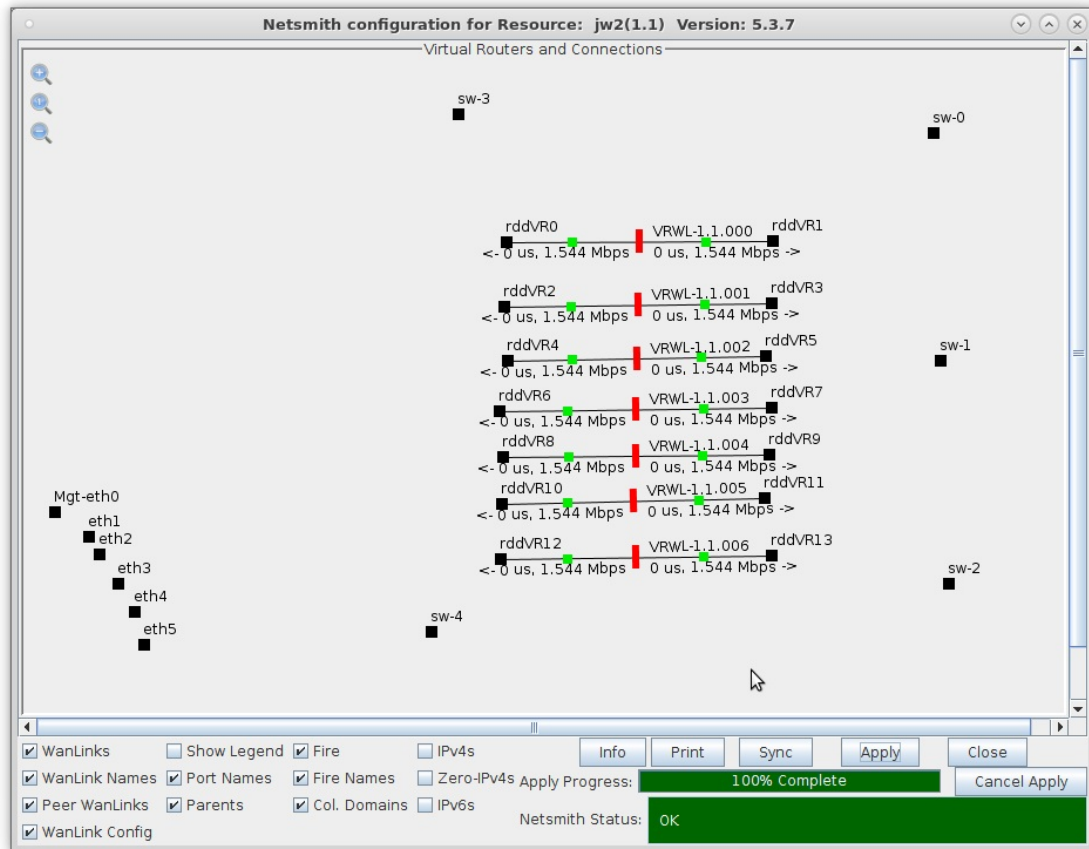 Netsmith configuration for Resource:  jw2(1.1)  Version: 5.3.7
Virtual Routers and Connections
sw-3
sw-0
rddVR0 VRWL-1.1.000 rddVR1
<- 0 us, 1.544 Mbps 0 us, 1.544 Mbps ->
rddVR2 VRWL-1.1.001 rddVR3
<- 0 us, 1.544 Mbps 0 us, 1.544 Mbps ->
rddVR4 VRWL-1.1.002 rddVR5
<- 0 us, 1.544 Mbps 0 us, 1.544 Mbps ->
sw-1
rddVR6 VRWL-1.1.003 rddVR7
<- 0 us, 1.544 Mbps 0 us, 1.544 Mbps ->
rddVR8 VRWL-1.1.004 rddVR9
<- 0 us, 1.544 Mbps 0 us, 1.544 Mbps ->
rddVR10 VRWL-1.1.005 rddVR11
<- 0 us, 1.544 Mbps 0 us, 1.544 Mbps ->
rddVR12 VRWL-1.1.006 rddVR13
<- 0 us, 1.544 Mbps 0 us, 1.544 Mbps ->
Mgt-eth0
eth1
eth2
eth3
eth4
eth5
sw-2
sw-4
WanLinks Show Legend Fire IPv4s Info Print Sync Apply Close
WanLink Names Port Names Fire Names Zero-IPv4s Apply Progress: 100% Complete Cancel Apply
Peer WanLinks Parents Col. Domains IPv6s Netsmith Status: OK
WanLink Config